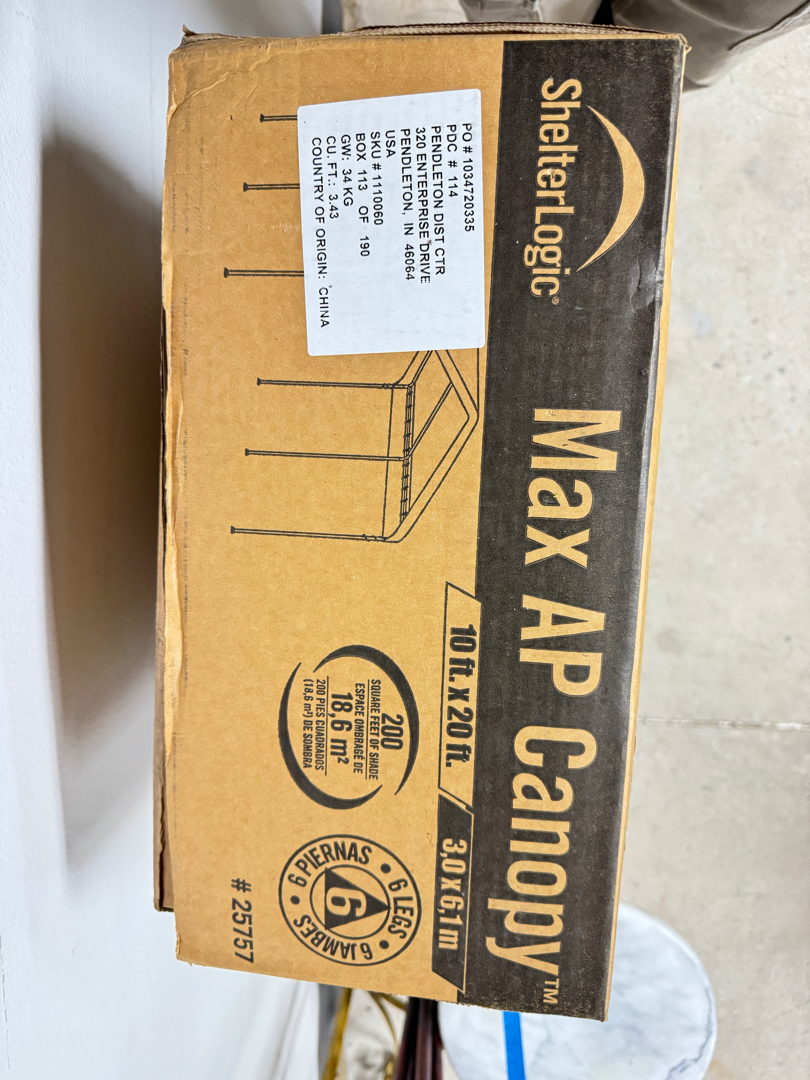 ShelterLogic®
Max AP Canopy™
10 ft. x 20 ft.
3,0 x 6,1 m
PO # 1034720335
PDC # 114
PENDLETON DIST CTR
320 ENTERPRISE DRIVE
PENDLETON, IN 46064
USA
SKU # 1110060
BOX 113 OF 190
GW: 34 KG
CU. FT.: 3.43
COUNTRY OF ORIGIN: CHINA
200
SQUARE FEET OF SHADE
ESPACE OMBRAGÉ DE
18,6 m²
200 PIES CUADRADOS
(18,6 m²) DE SOMBRA
6 LEGS • 6 JAMBES • 6 PIERNAS •
6
# 25757